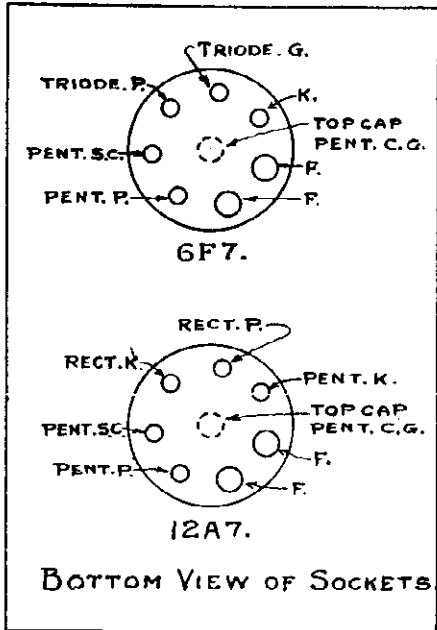 TRIODE. G.
TRIODE. P.
K.
TOP CAP
PENT. C.G.
PENT. S.C.
F.
PENT. P.
F.
6F7.
RECT. P.
RECT. K.
PENT. K.
TOP CAP
PENT. C.G.
PENT. SC.
F.
PENT. P.
F.
12A7.
BOTTOM VIEW OF SOCKETS